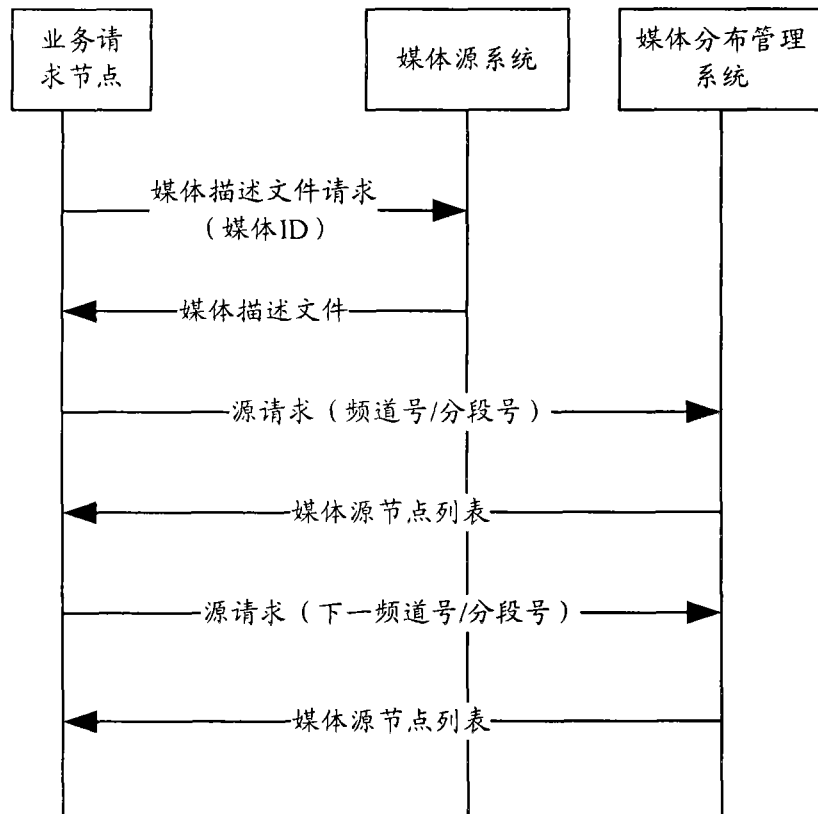 业务请
求节点
媒体源系统
媒体分布管理
系统
媒体描述文件请求
（媒体ID）
媒体描述文件
源请求（频道号/分段号）
媒体源节点列表
源请求（下一频道号/分段号）
媒体源节点列表